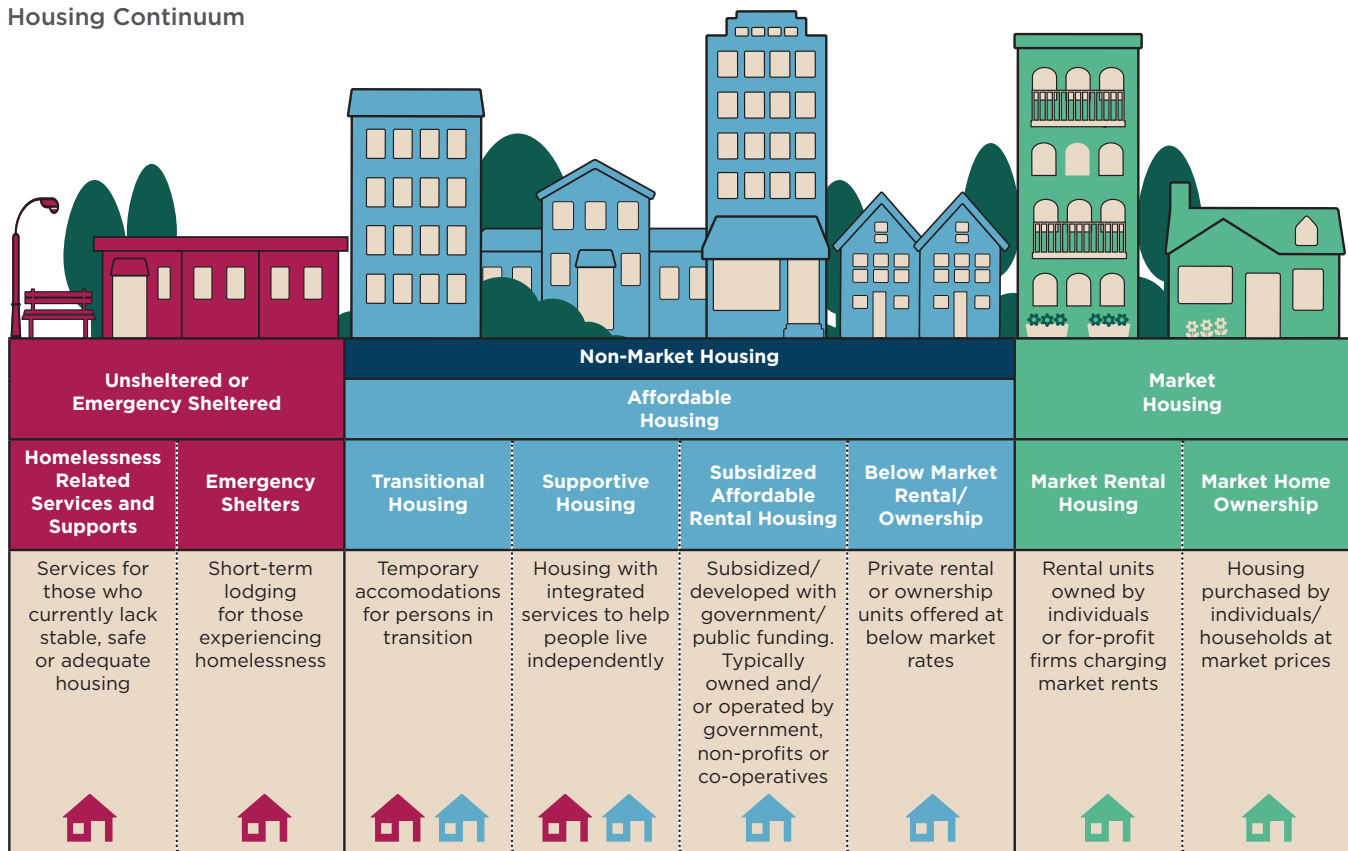 Housing Continuum
Unsheltered or
Emergency Sheltered
Non-Market Housing
Affordable
Housing
Market
Housing
Homelessness
Related
Services and
Supports
Emergency
Shelters
Transitional
Housing
Supportive
Housing
Subsidized
Affordable
Rental Housing
Below Market
Rental/
Ownership
Market Rental
Housing
Market Home
Ownership
Services for
those who
currently lack
stable, safe
or adequate
housing
Short-term
lodging
for those
experiencing
homelessness
Temporary
accomodations
for persons in
transition
Housing with
integrated
services to help
people live
independently
Subsidized/
developed with
government/
public funding.
Typically
owned and/
or operated by
government,
non-profits or
co-operatives
Private rental
or ownership
units offered at
below market
rates
Rental units
owned by
individuals
or for-profit
firms charging
market rents
Housing
purchased by
individuals/
households at
market prices